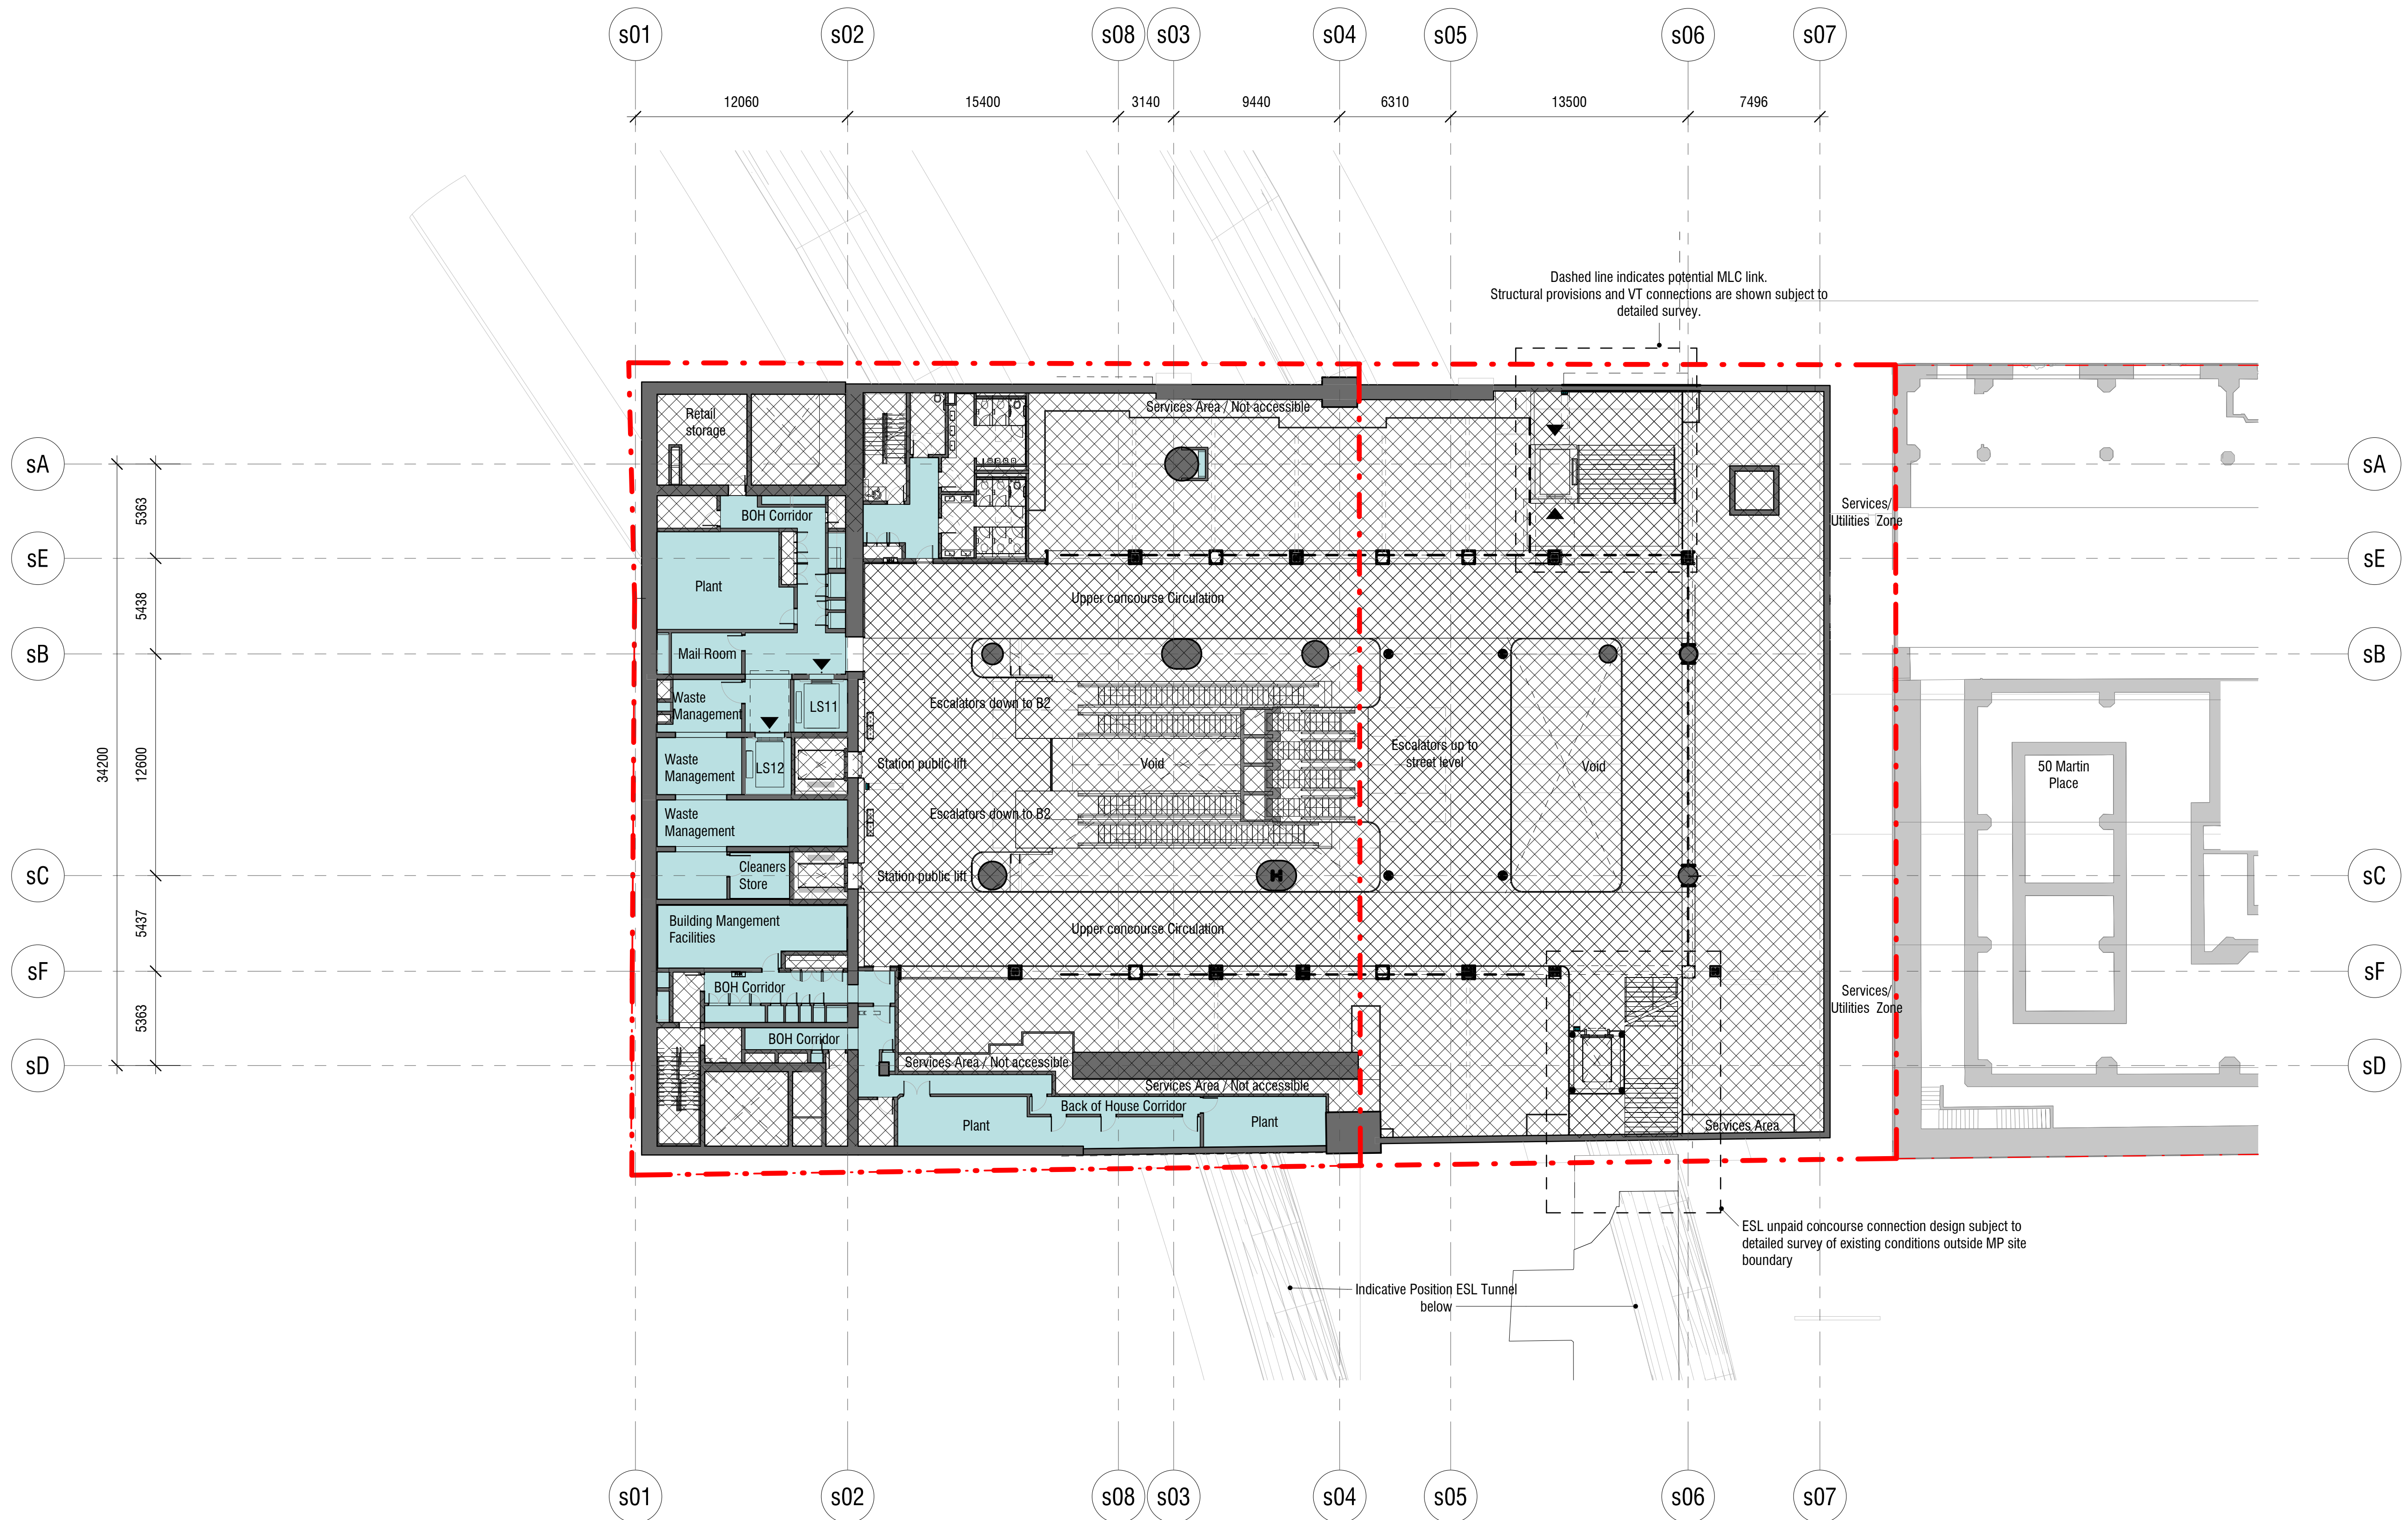 s01
s02
s08
s03
s04
s05
s06
s07
12060
15400
3140
9440
6310
13500
7496
Dashed line indicates potential MLC link.
Structural provisions and VT connections are shown subject to
detailed survey.
Retail
storage
Services Area / Not accessible
sA
sA
5363
BOH Corridor
Services/
Utilities Zone
sE
sE
Plant
5438
Upper concourse Circulation
sB
Mail Room
sB
Waste
Management
LS11
Escalators down to B2
34200
12600
Waste
Management
LS12
Station public lift
Void
Escalators up to
street level
Void
50 Martin
Place
Waste
Management
Escalators down to B2
sC
Cleaners
Store
Station public lift
sC
5437
Building Mangement
Facilities
Upper concourse Circulation
sF
sF
BOH Corridor
Services/
Utilities Zone
5363
BOH Corridor
sD
Services Area / Not accessible
sD
Services Area / Not accessible
Back of House Corridor
Plant
Plant
Services Area
ESL unpaid concourse connection design subject to
detailed survey of existing conditions outside MP site
boundary
Indicative Position ESL Tunnel
below
s01
s02
s08
s03
s04
s05
s06
s07